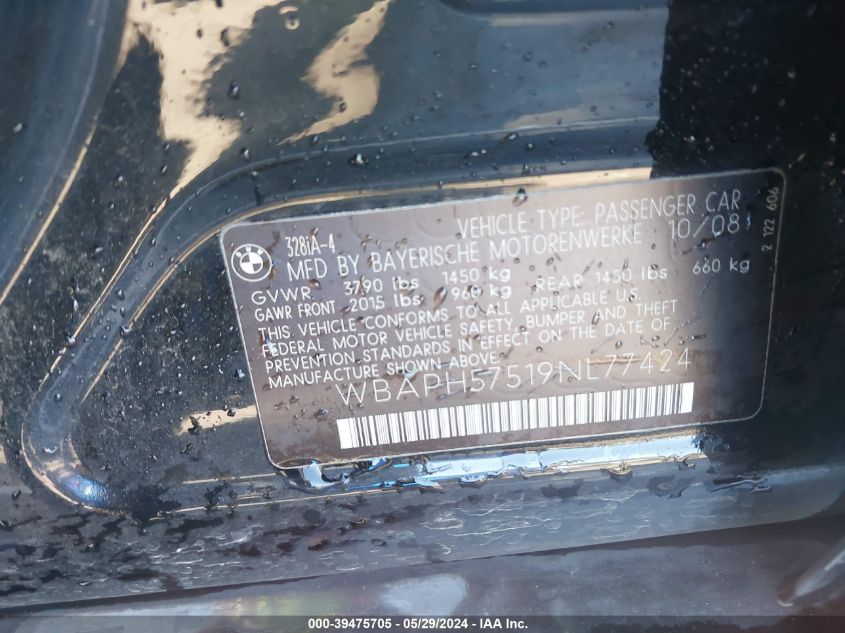 BMW
328iA-4
VEHICLE TYPE: PASSENGER CAR
MFD BY BAYERISCHE MOTORENWERKE 10/08
GVWR 3790 lbs 1450 kg
GAWR FRONT 2015 lbs 960 kg REAR 1450 lbs 660 kg
THIS VEHICLE CONFORMS TO ALL APPLICABLE U.S.
FEDERAL MOTOR VEHICLE SAFETY, BUMPER AND THEFT
PREVENTION STANDARDS IN EFFECT ON THE DATE OF
MANUFACTURE SHOWN ABOVE:
WBAPH57519NL77424
2 122 606
000-39475705 - 05/29/2024 - IAA Inc.